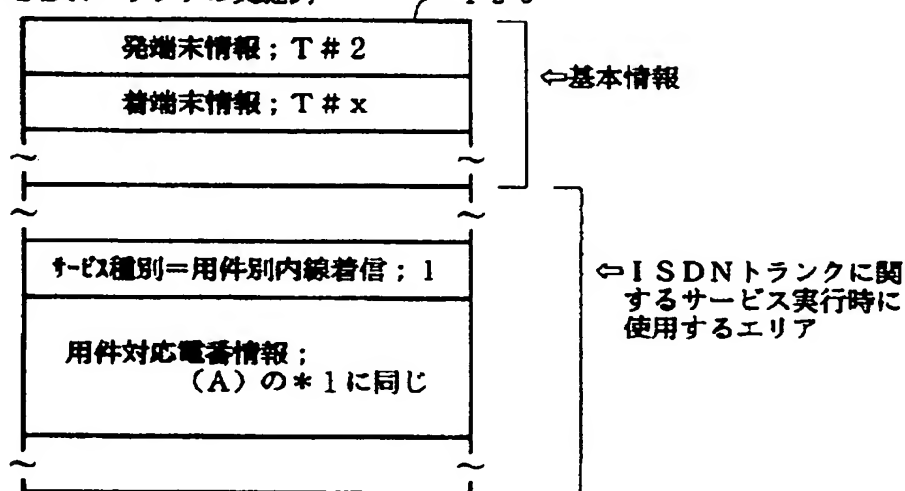 発端末情報；T＃2
着端末情報；T＃x
⇦基本情報
サービス種別＝用件別内線着信；1
⇦ISDNトランクに関
するサービス実行時に
使用するエリア
用件対応電番情報；
（A）の＊1に同じ